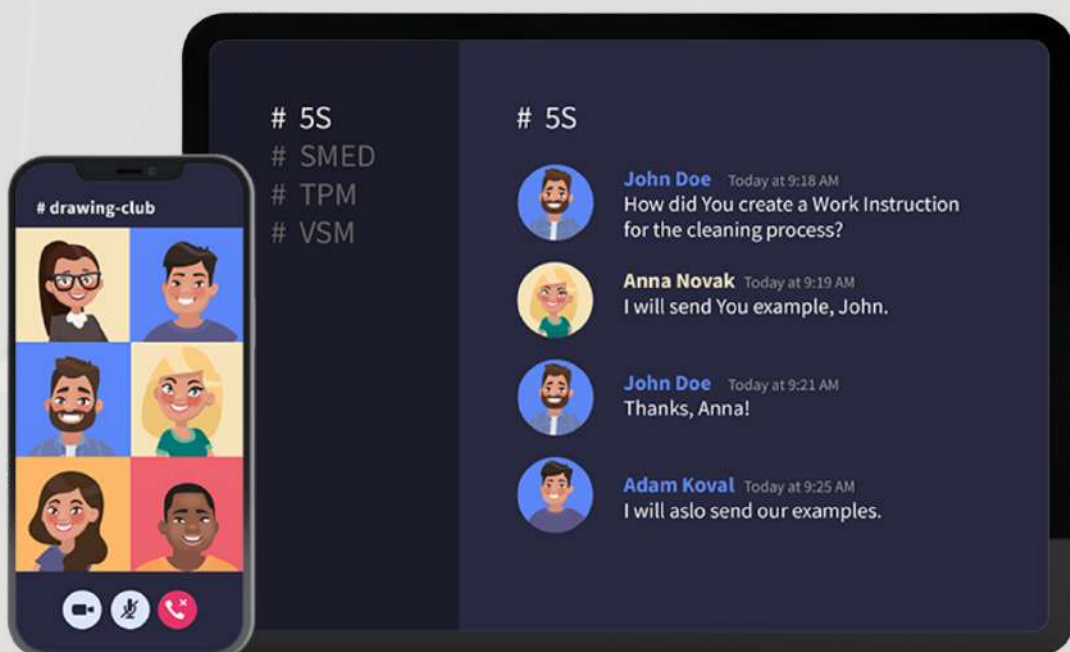 # drawing-club
# 5S
# SMED
# TPM
# VSM
# 5S
John Doe Today at 9:18 AM
How did You create a Work Instruction
for the cleaning process?
Anna Novak Today at 9:19 AM
I will send You example, John.
John Doe Today at 9:21 AM
Thanks, Anna!
Adam Koval Today at 9:25 AM
I will aslo send our examples.